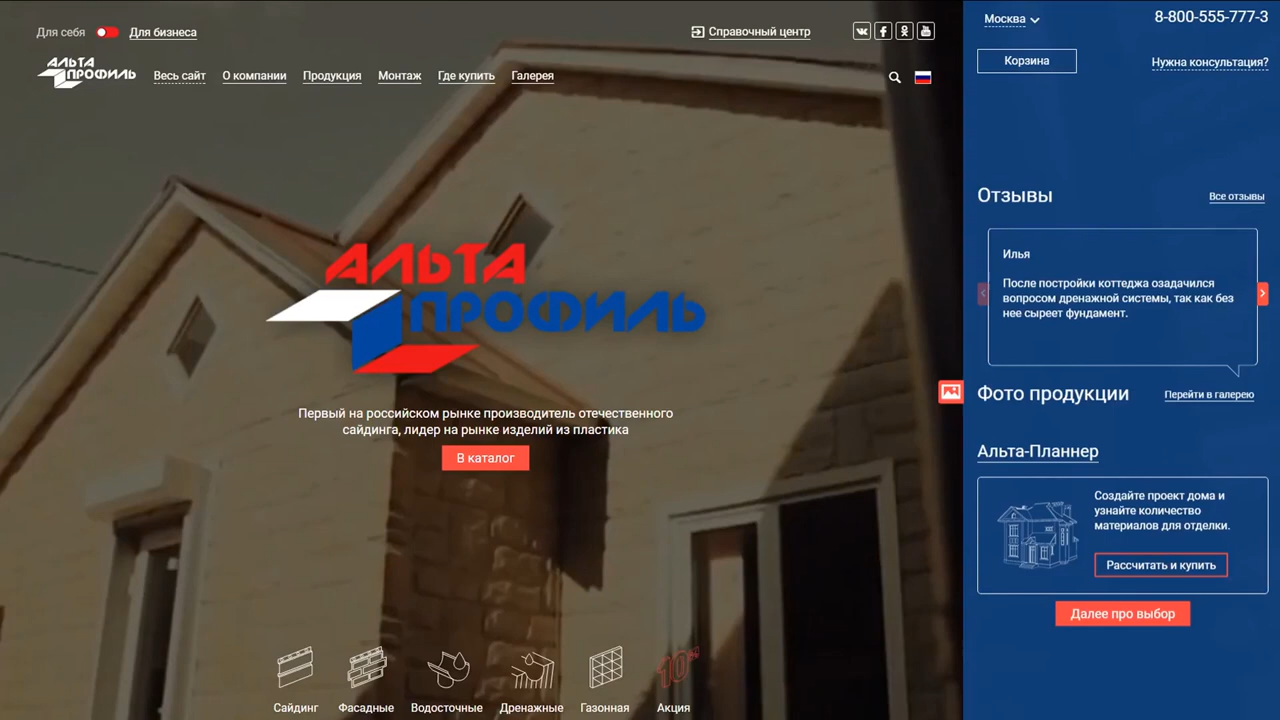 Для себя
Для бизнеса
Справочный центр
АЛЬТА
ПРОФИЛЬ
Весь сайт
О компании
Продукция
Монтаж
Где купить
Галерея
АЛЬТА
ПРОФИЛЬ
Первый на российском рынке производитель отечественного
сайдинга, лидер на рынке изделий из пластика
В каталог
Сайдинг
Фасадные
Водосточные
Дренажные
Газонная
Акция
Москва
8-800-555-777-3
Корзина
Нужна консультация?
Отзывы
Все отзывы
Илья
После постройки коттеджа озадачился
вопросом дренажной системы, так как без
нее сыреет фундамент.
Фото продукции
Перейти в галерею
Альта-Планнер
Создайте проект дома и
узнайте количество
материалов для отделки.
Рассчитать и купить
Далее про выбор